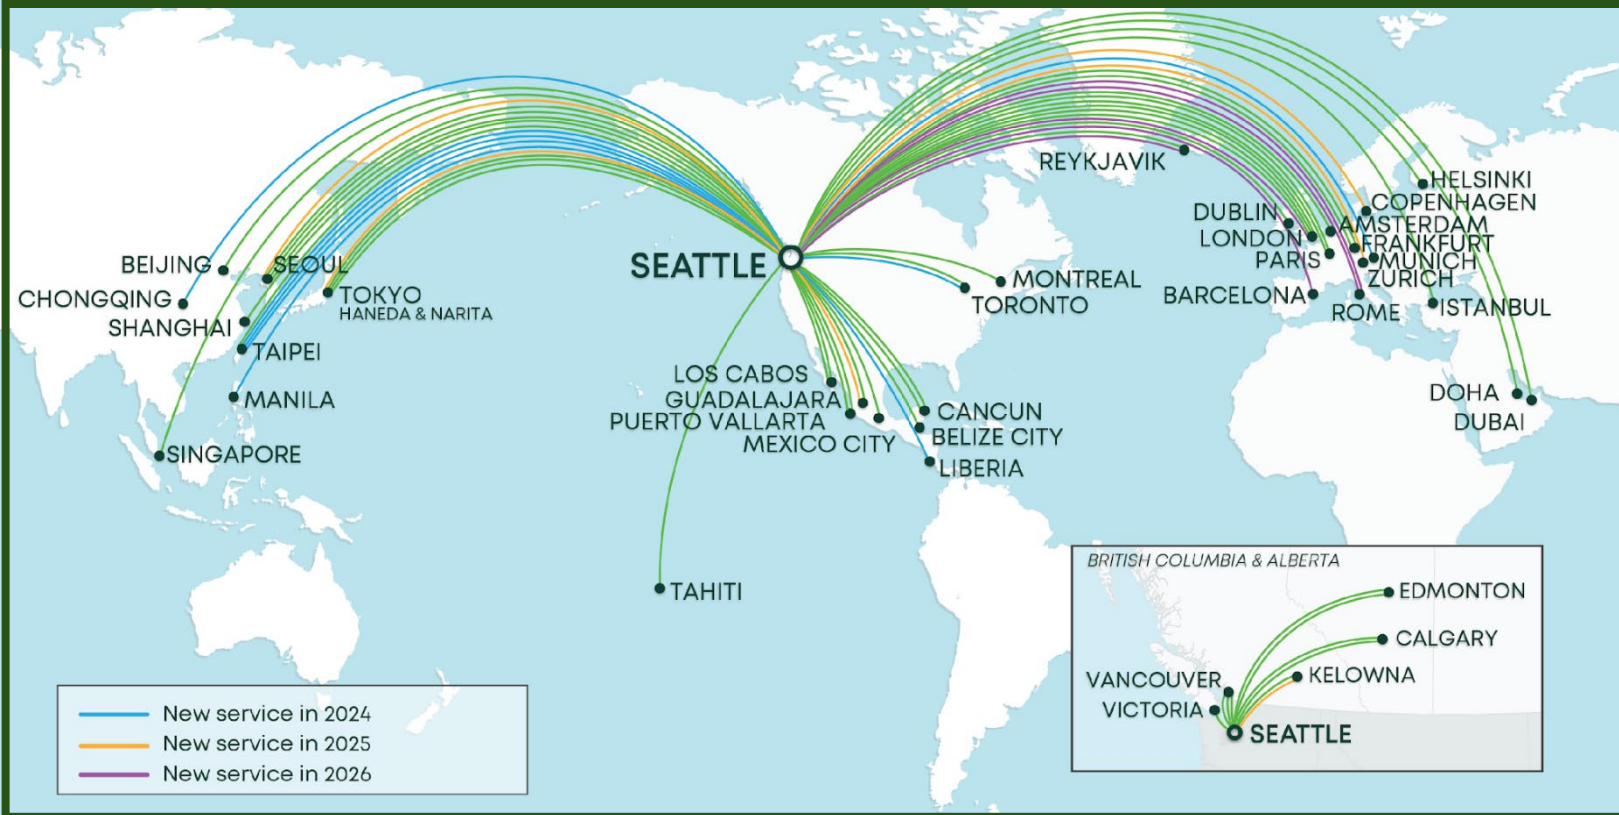 REYKJAVIK
HELSINKI
COPENHAGEN
DUBLIN
AMSTERDAM
LONDON
FRANKFURT
PARIS
MUNICH
ZURICH
BARCELONA
ROME
ISTANBUL
DOHA
DUBAI
SEATTLE
MONTREAL
TORONTO
BEIJING
SEOUL
CHONGQING
TOKYO
HANEDA & NARITA
SHANGHAI
TAIPEI
MANILA
SINGAPORE
LOS CABOS
GUADALAJARA
PUERTO VALLARTA
MEXICO CITY
CANCUN
BELIZE CITY
LIBERIA
TAHITI
BRITISH COLUMBIA & ALBERTA
EDMONTON
CALGARY
KELOWNA
VANCOUVER
VICTORIA
SEATTLE
New service in 2024
New service in 2025
New service in 2026